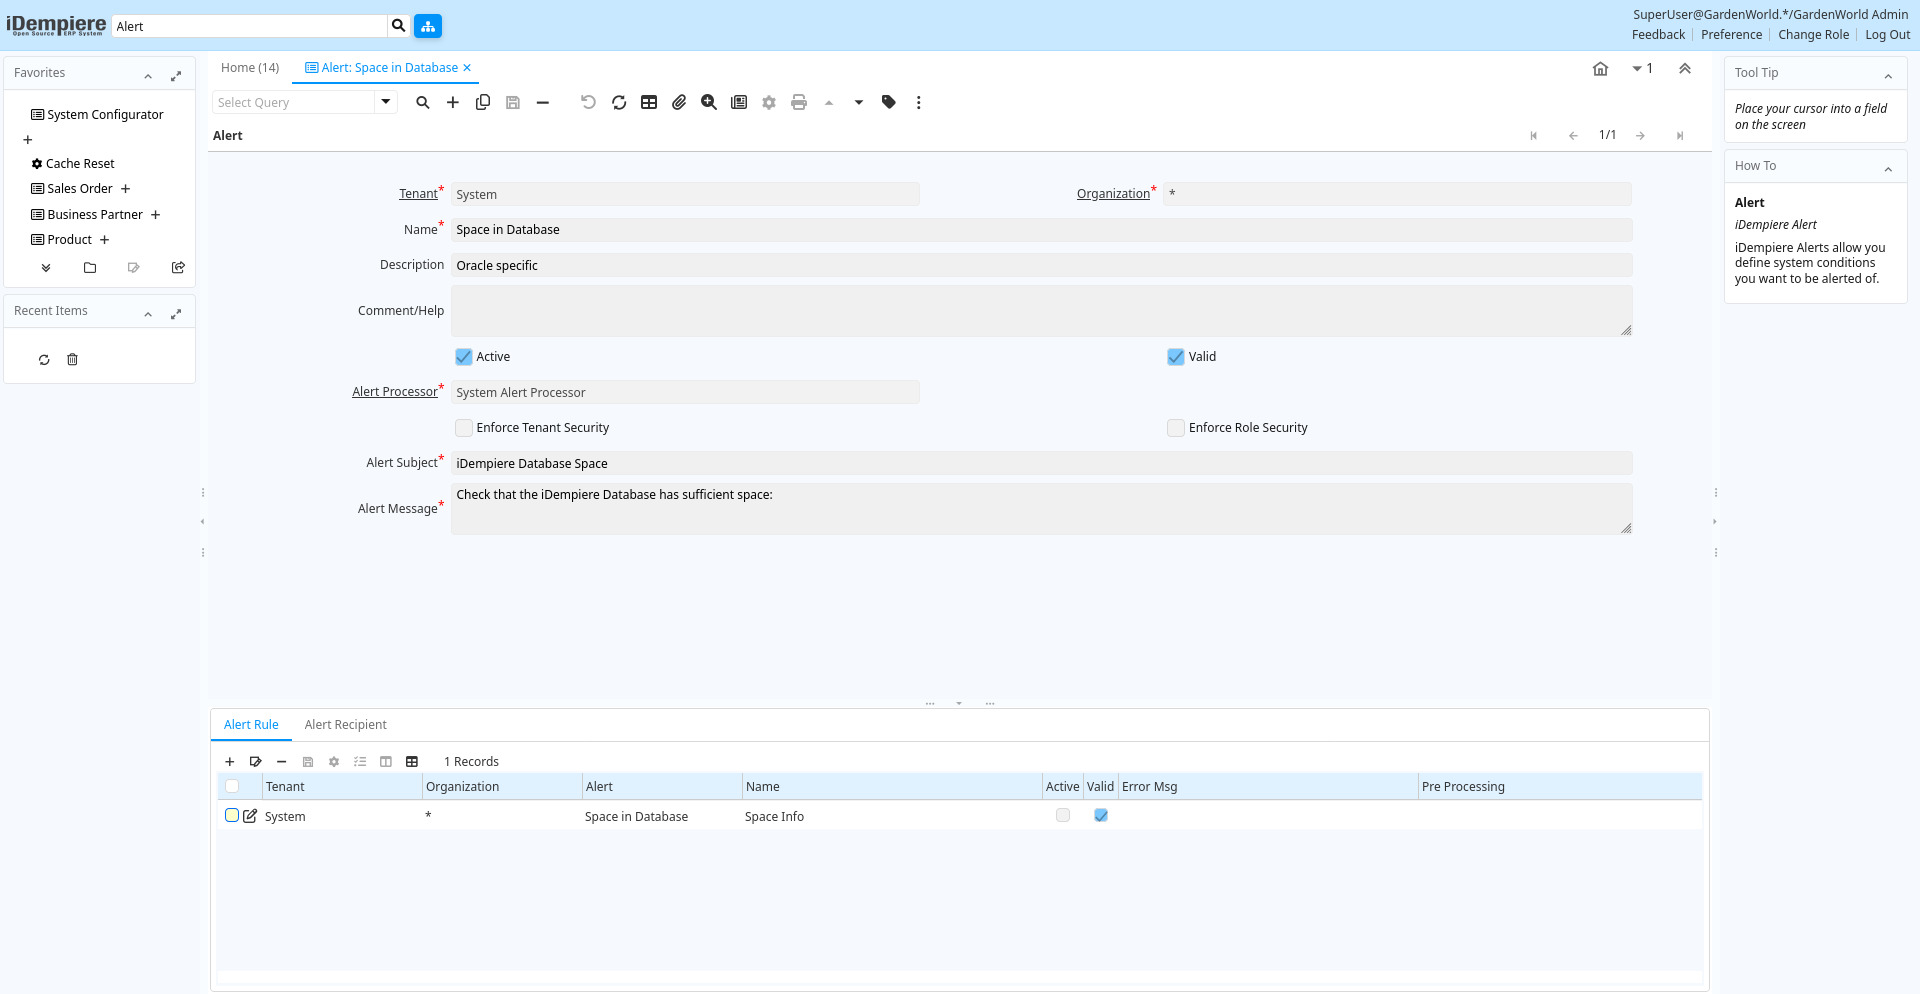 iDempiere
Open Source ERP System
Alert
SuperUser@GardenWorld.*/GardenWorld Admin
Feedback
Preference
Change Role
Log Out
Favorites
System Configurator
Cache Reset
Sales Order
Business Partner
Product
Recent Items
Home (14)
Alert: Space in Database
1
Select Query
Alert
1/1
Tenant*
System
Organization*
*
Name*
Space in Database
Description
Oracle specific
Comment/Help
Active
Valid
Alert Processor*
System Alert Processor
Enforce Tenant Security
Enforce Role Security
Alert Subject*
iDempiere Database Space
Alert Message*
Check that the iDempiere Database has sufficient space:
Alert Rule
Alert Recipient
1 Records
Tenant Organization Alert Name Active Valid Error Msg Pre Processing
System * Space in Database Space Info
Tool Tip
Place your cursor into a field
on the screen
How To
Alert
iDempiere Alert
iDempiere Alerts allow you
define system conditions
you want to be alerted of.